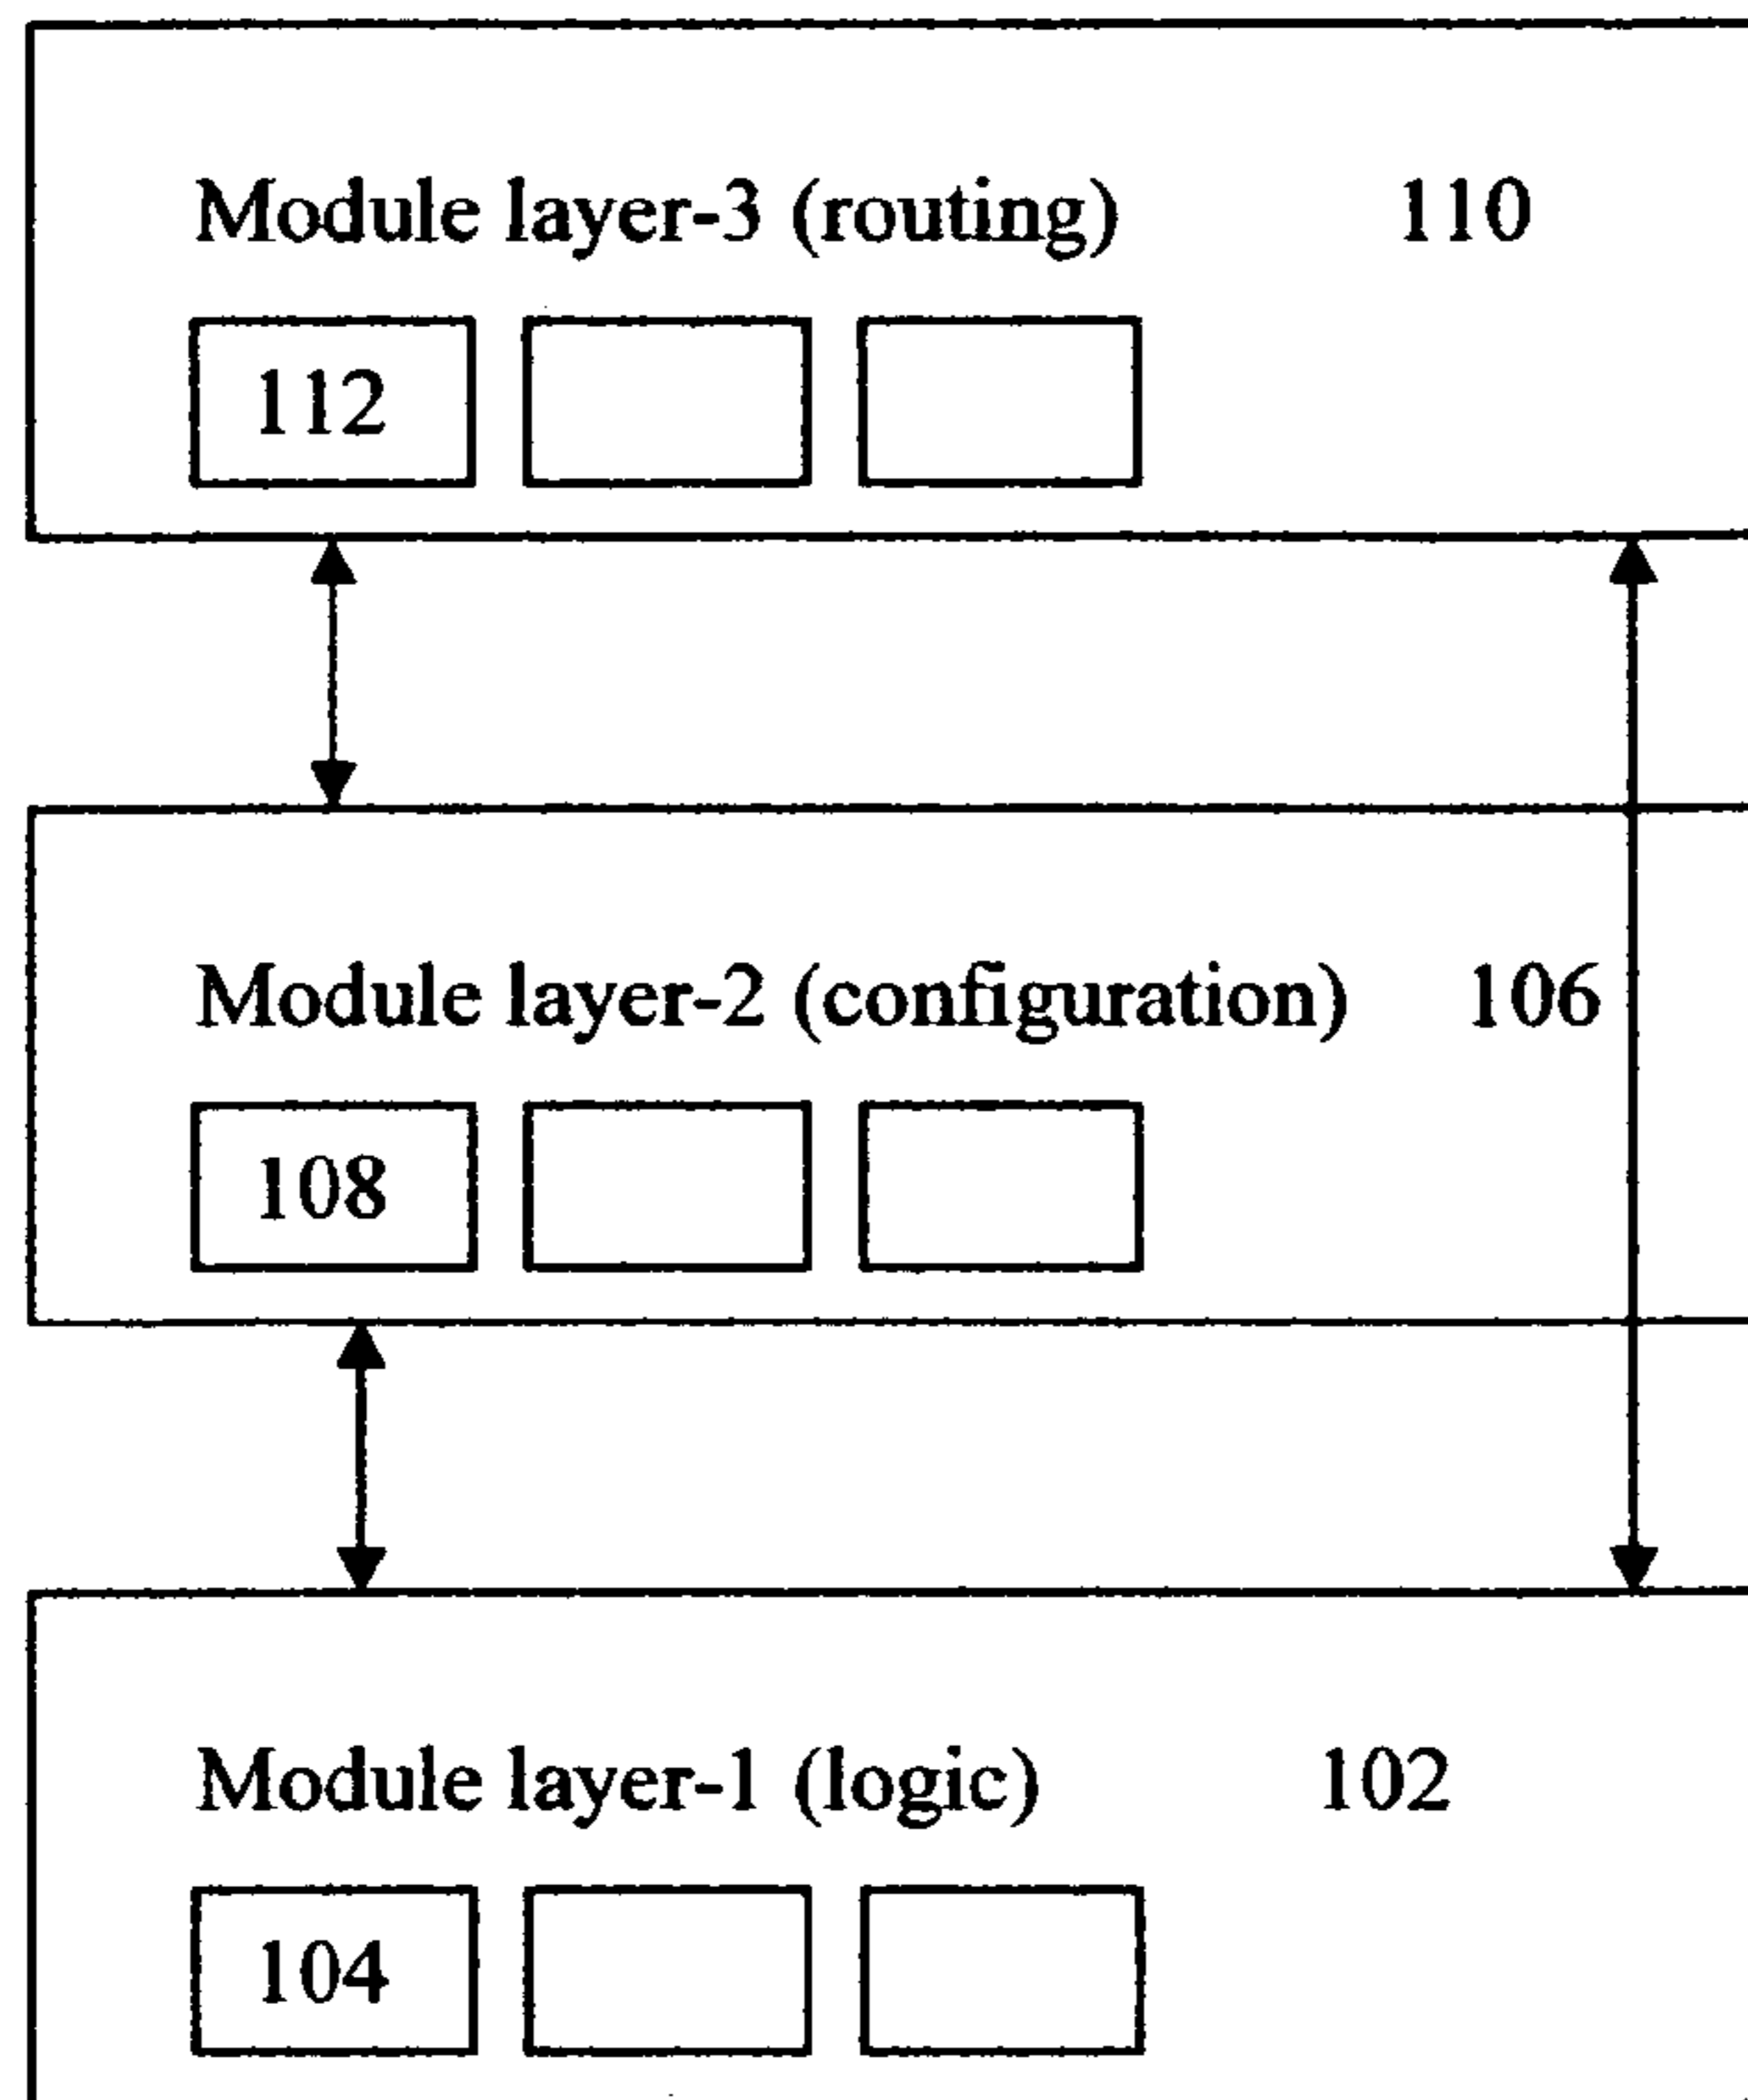 Module layer-3 (routing) 110
112
Module layer-2 (configuration) 106
108
Module layer-1 (logic) 102
104